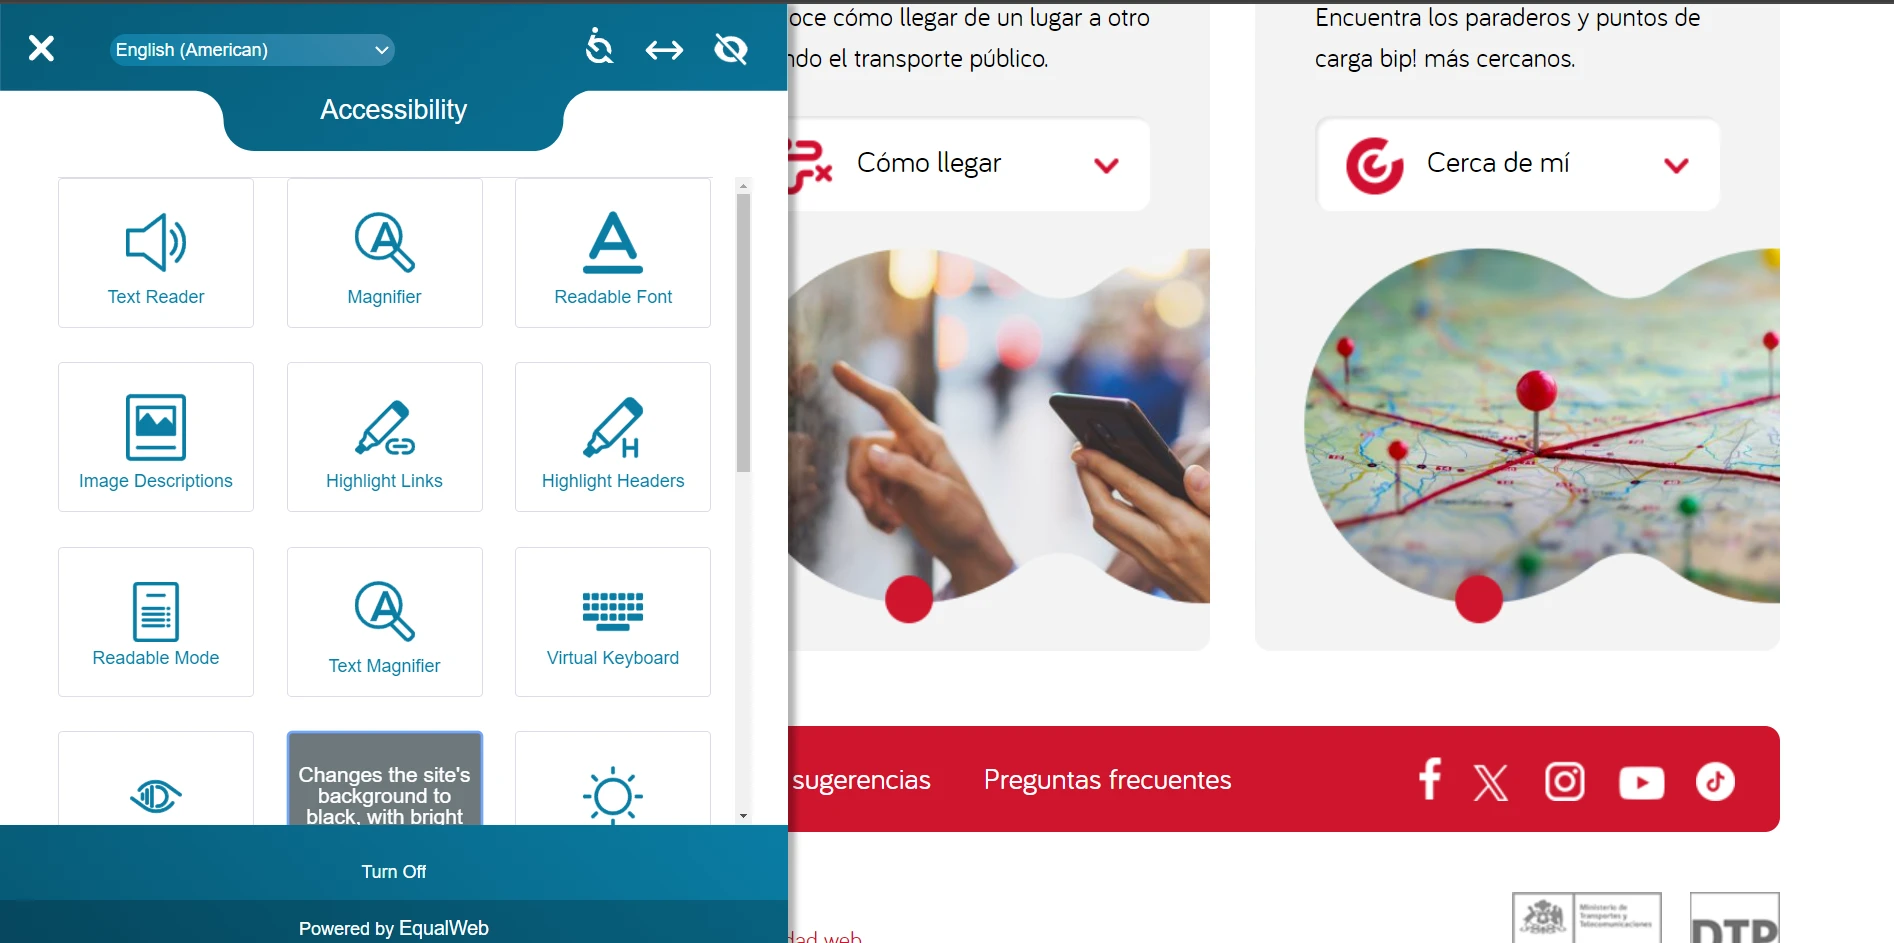 English (American)
Accessibility
Text Reader
Magnifier
Readable Font
Image Descriptions
Highlight Links
Highlight Headers
Readable Mode
Text Magnifier
Virtual Keyboard
Changes the site's
background to
black, with bright
Turn Off
Powered by EqualWeb
oce cómo llegar de un lugar a otro
ndo el transporte público.
Cómo llegar
Encuentra los paraderos y puntos de
carga bip! más cercanos.
Cerca de mí
sugerencias
Preguntas frecuentes
dad web
Ministerio de
Transportes y
Telecomunicaciones
DTP